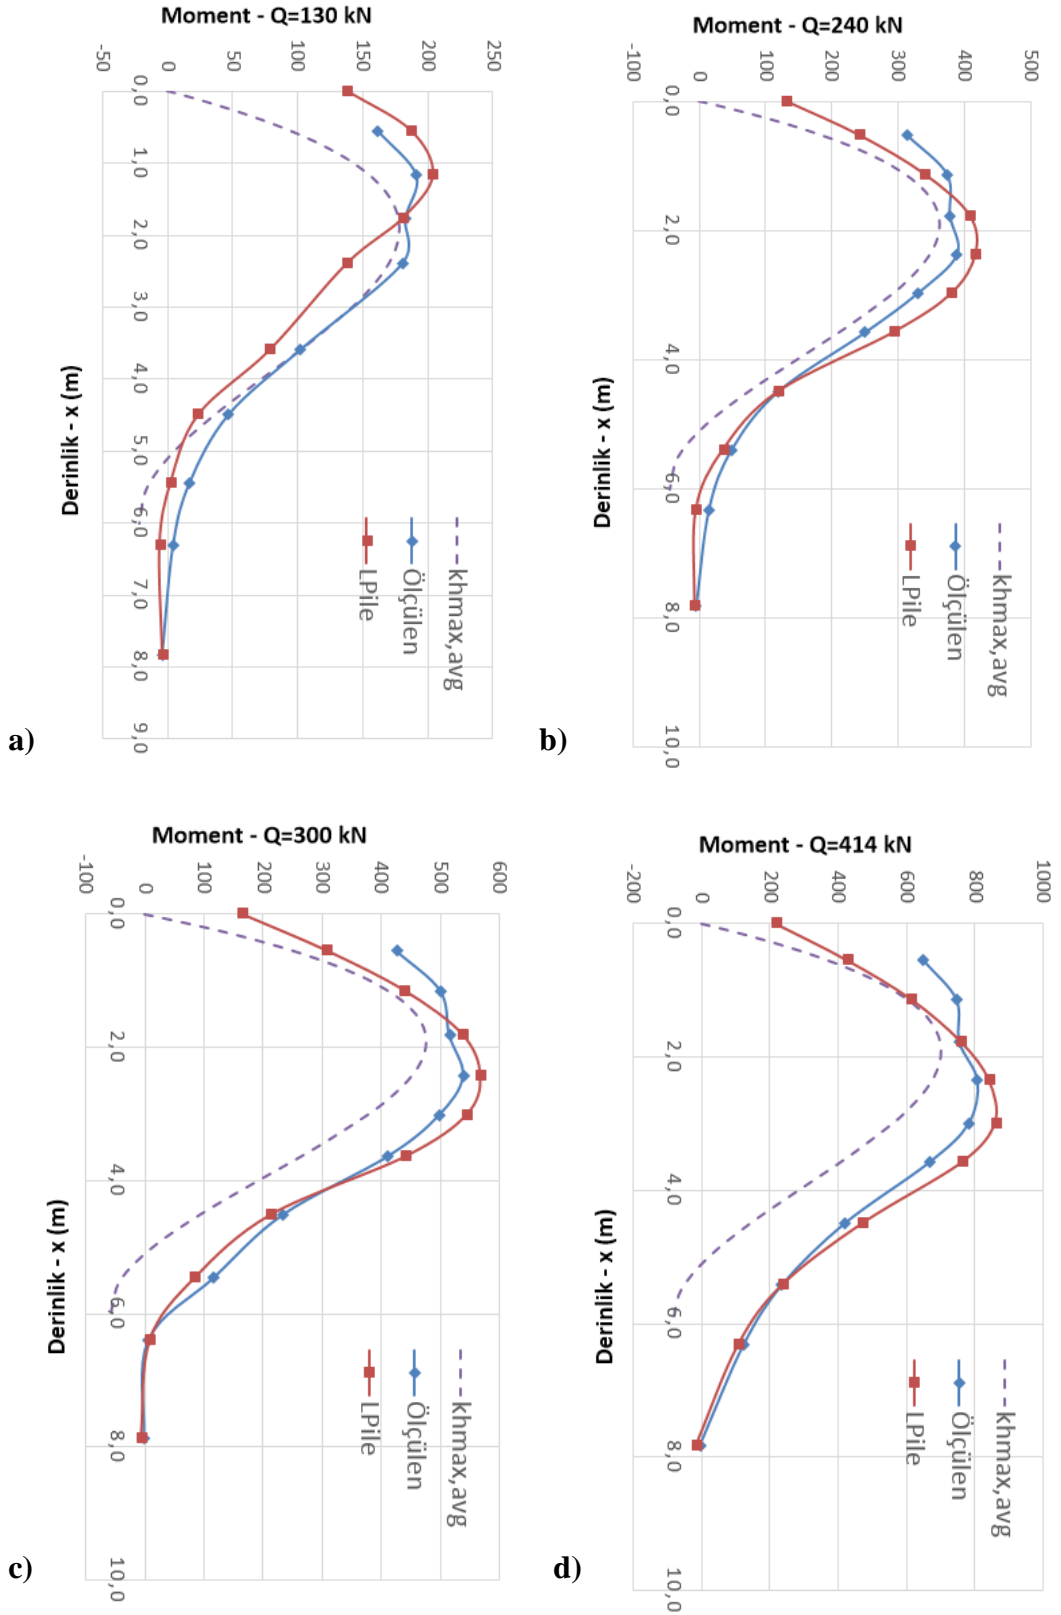 Moment - Q=130 kN
-50 0 50 100 150 200 250
0,0
1,0
2,0
3,0
4,0
5,0
6,0
7,0
8,0
9,0
Derinlik - x (m)
khmax,avg
Ölçülen
LPile
a)
Moment - Q=240 kN
-100 0 100 200 300 400 500
0,0
2,0
4,0
6,0
8,0
10,0
Derinlik - x (m)
khmax,avg
Ölçülen
LPile
b)
Moment - Q=300 kN
-100 0 100 200 300 400 500 600
0,0
2,0
4,0
6,0
8,0
10,0
Derinlik - x (m)
khmax,avg
Ölçülen
LPile
c)
Moment - Q=414 kN
-200 0 200 400 600 800 1000
0,0
2,0
4,0
6,0
8,0
10,0
Derinlik - x (m)
khmax,avg
Ölçülen
LPile
d)